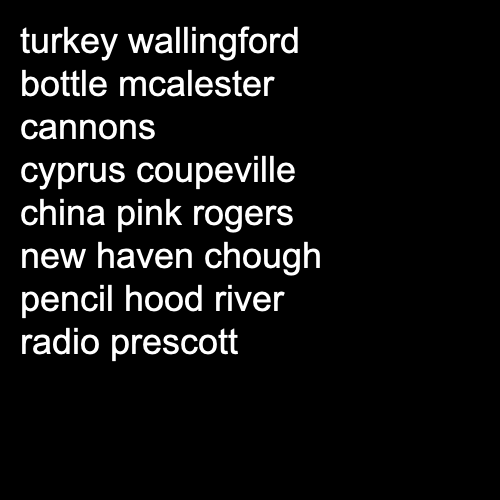 turkey wallingford
bottle mcalester
cannons
cyprus coupeville
china pink rogers
new haven chough
pencil hood river
radio prescott